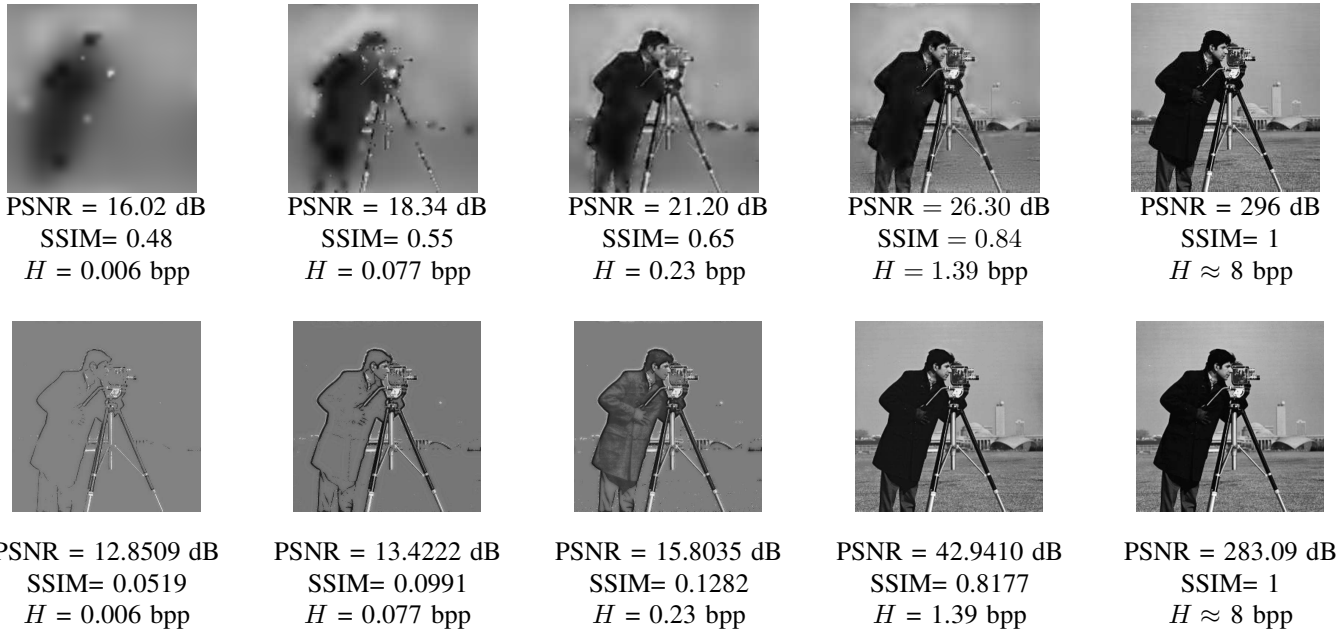 PSNR = 16.02 dB PSNR = 18.34 dB PSNR = 21.20 dB PSNR = 26.30 dB PSNR = 296 dB
SSIM= 0.48 SSIM= 0.55 SSIM= 0.65 SSIM = 0.84 SSIM= 1
H = 0.006 bpp H = 0.077 bpp H = 0.23 bpp H = 1.39 bpp H ≈ 8 bpp
PSNR = 12.8509 dB PSNR = 13.4222 dB PSNR = 15.8035 dB PSNR = 42.9410 dB PSNR = 283.09 dB
SSIM= 0.0519 SSIM= 0.0991 SSIM= 0.1282 SSIM= 0.8177 SSIM= 1
H = 0.006 bpp H = 0.077 bpp H = 0.23 bpp H = 1.39 bpp H ≈ 8 bpp